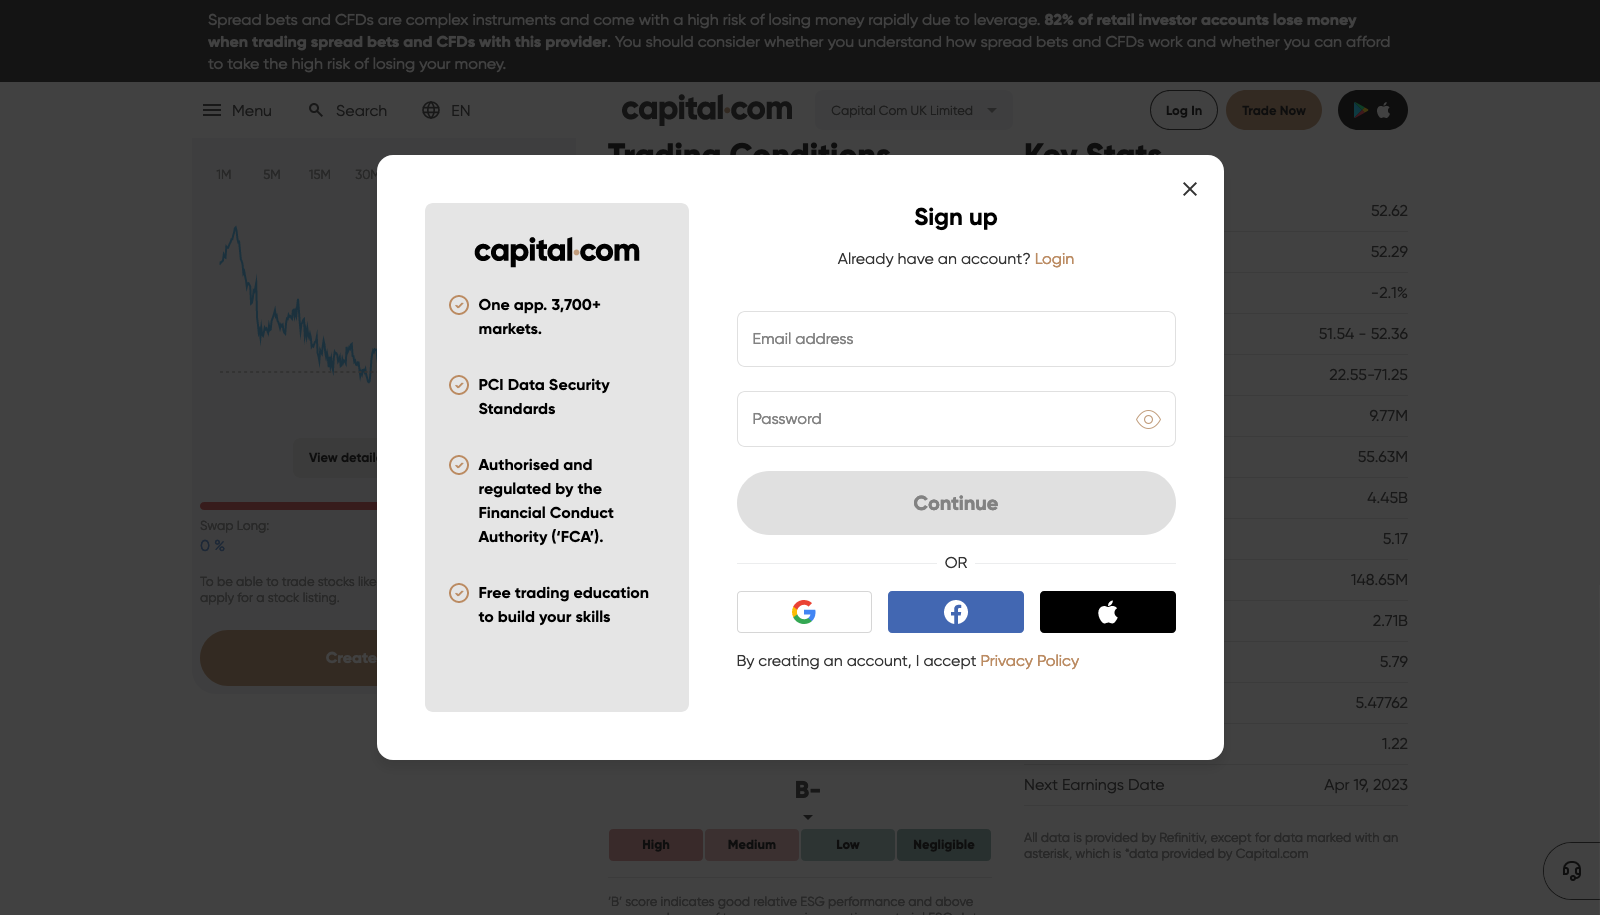 Spread bets and CFDs are complex instruments and come with a high risk of losing money rapidly due to leverage. 82% of retail investor accounts lose money
when trading spread bets and CFDs with this provider. You should consider whether you understand how spread bets and CFDs work and whether you can afford
to take the high risk of losing your money.
Menu
Search
EN
capital.com
Capital Com UK Limited
Log In
Trade Now
Trading Conditions
Key Stats
1M
5M
15M
30M
View details
Swap Long:
0 %
To be able to trade stocks like
apply for a stock listing.
Create
capital.com
One app. 3,700+
markets.
PCI Data Security
Standards
Authorised and
regulated by the
Financial Conduct
Authority (‘FCA’).
Free trading education
to build your skills
Sign up
Already have an account? Login
Email address
Password
Continue
OR
By creating an account, I accept Privacy Policy
52.62
52.29
-2.1%
51.54 - 52.36
22.55-71.25
9.77M
55.63M
4.45B
5.17
148.65M
2.71B
5.79
5.47762
1.22
Next Earnings Date
Apr 19, 2023
All data is provided by Refinitiv, except for data marked with an
asterisk, which is *data provided by Capital.com
B-
High
Medium
Low
Negligible
‘B’ score indicates good relative ESG performance and above